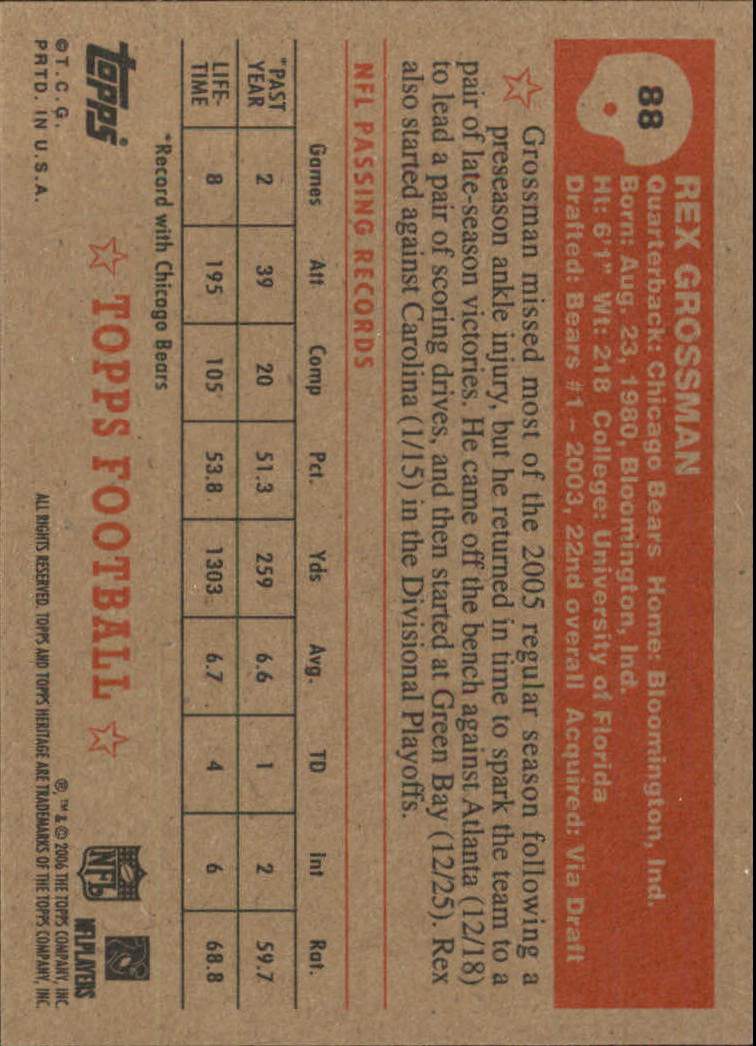 88
REX GROSSMAN
Quarterback: Chicago Bears Home: Bloomington, Ind.
Born: Aug. 23, 1980, Bloomington, Ind.
Ht: 6'1" Wt: 218 College: University of Florida
Drafted: Bears #1 - 2003, 22nd overall Acquired: Via Draft
Grossman missed most of the 2005 regular season following a
preseason ankle injury, but he returned in time to spark the team to a
pair of late-season victories. He came off the bench against Atlanta (12/18)
to lead a pair of scoring drives, and then started at Green Bay (12/25). Rex
also started against Carolina (1/15) in the Divisional Playoffs.
NFL PASSING RECORDS
Games Att Comp Pct. Yds Avg. TD Int Rat.
*PAST YEAR 2 39 20 51.3 259 6.6 1 2 59.7
LIFE-TIME 8 195 105 53.8 1303 6.7 4 6 68.8
*Record with Chicago Bears
topps
TOPPS FOOTBALL
NFL
NFLPLAYERS
©T.C.G.
PRTD. IN U.S.A.
®, ™ & © 2006 THE TOPPS COMPANY, INC.
ALL RIGHTS RESERVED. TOPPS AND TOPPS HERITAGE ARE TRADEMARKS OF THE TOPPS COMPANY, INC.